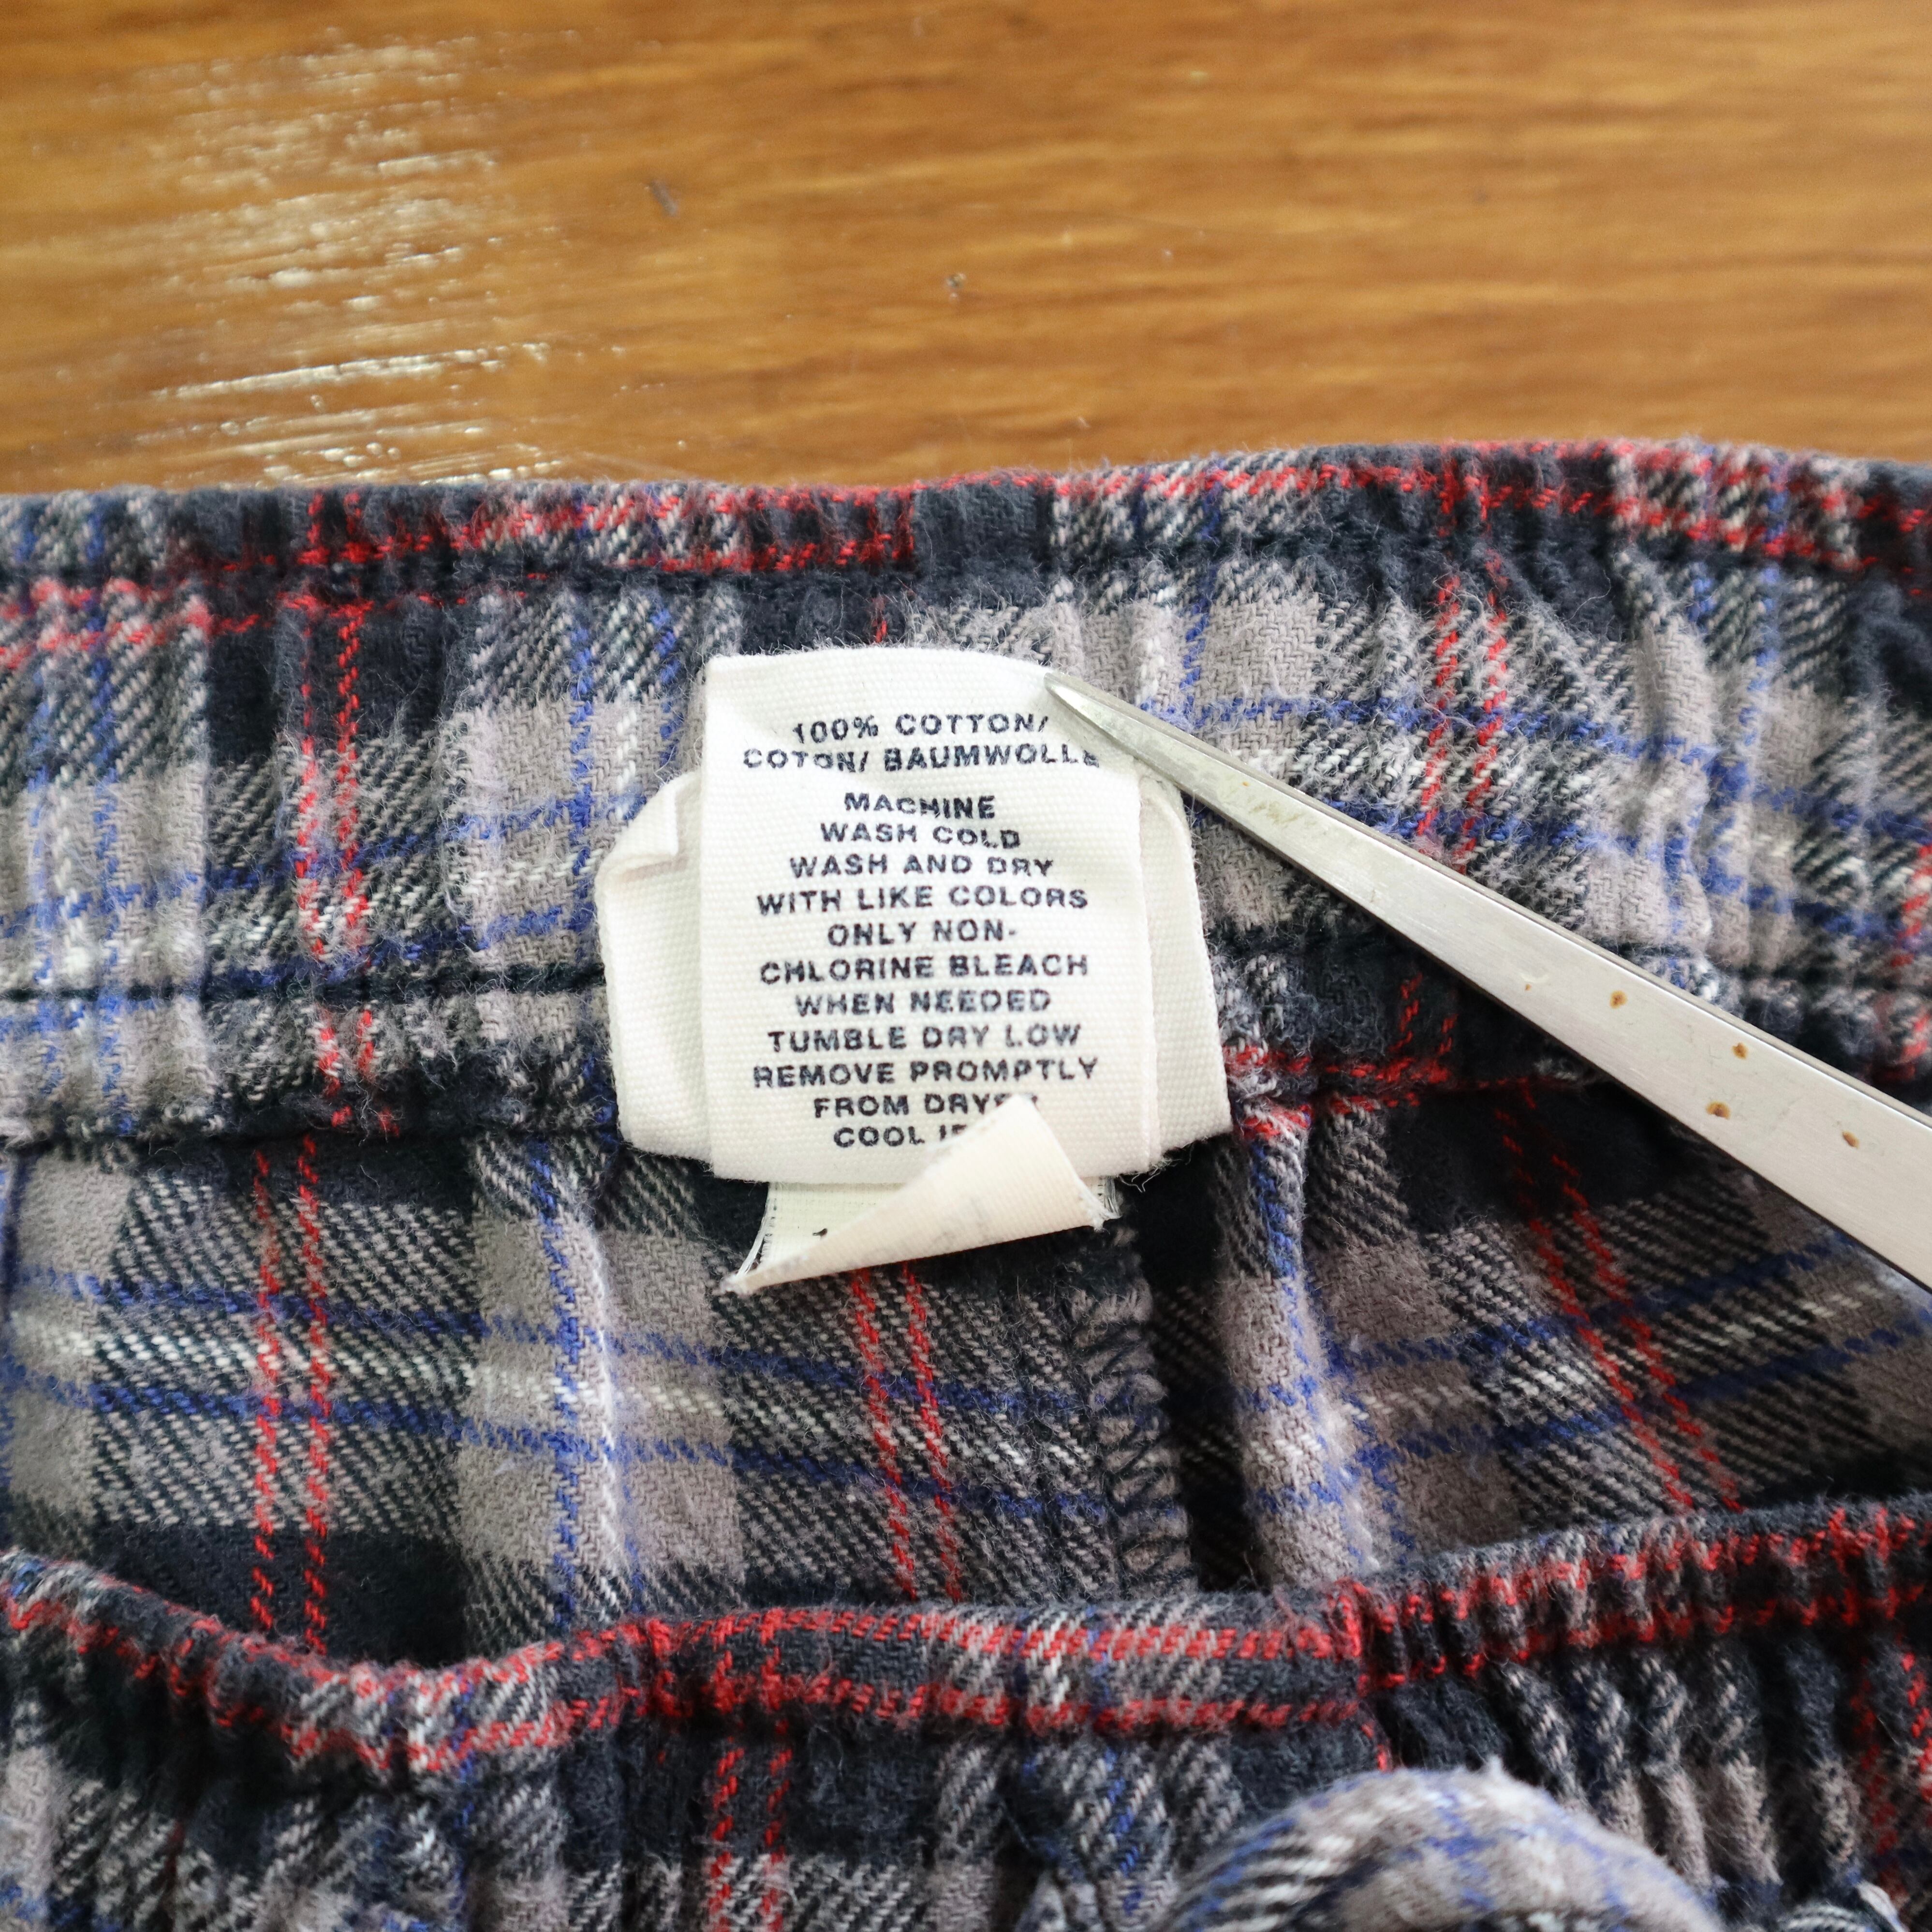 100% COTTON/
COTON/ BAUMWOLLE
MACHINE
WASH COLD
WASH AND DRY
WITH LIKE COLORS
ONLY NON-
CHLORINE BLEACH
WHEN NEEDED
TUMBLE DRY LOW
REMOVE PROMPTLY
FROM DRYER
COOL